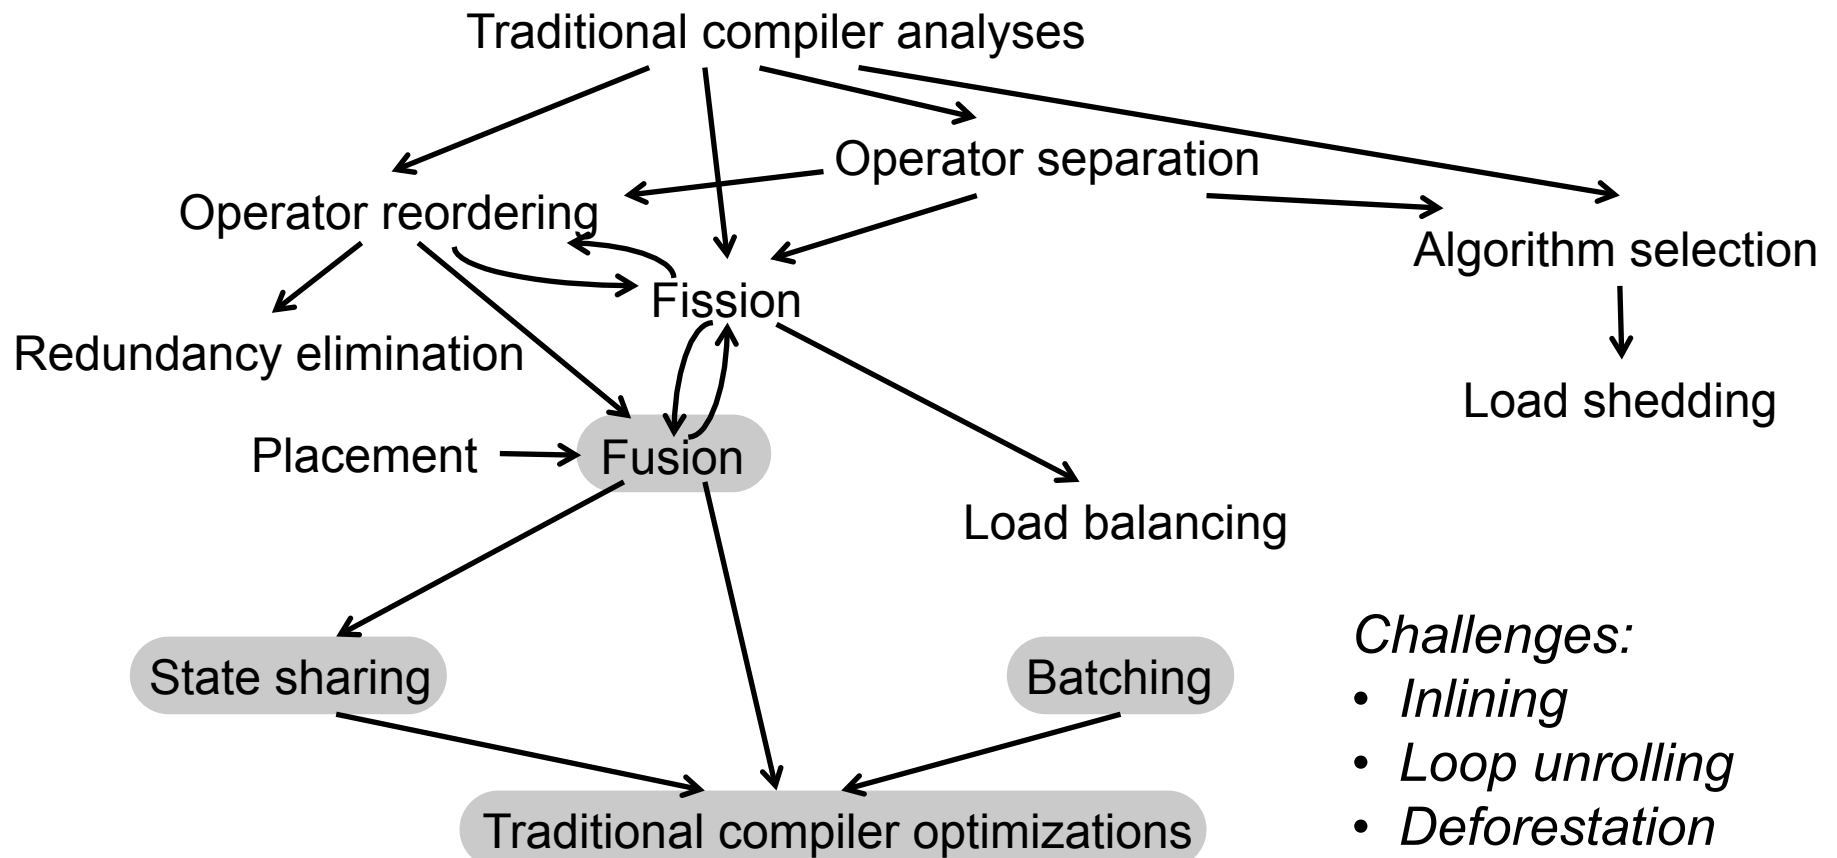 Traditional compiler analyses
Operator separation
Operator reordering
Algorithm selection
Fission
Redundancy elimination
Load shedding
Placement
Fusion
Load balancing
State sharing
Batching
Traditional compiler optimizations
Challenges:
• Inlining
• Loop unrolling
• Deforestation